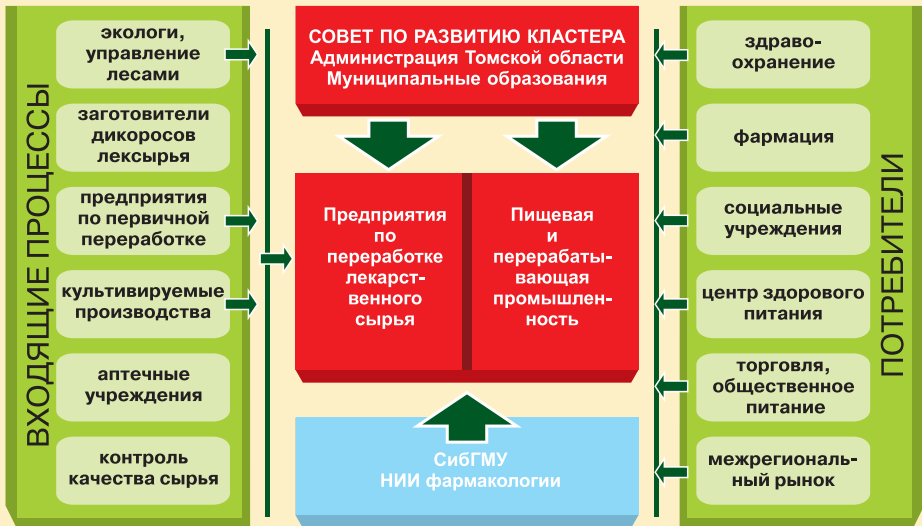 ВХОДЯЩИЕ ПРОЦЕССЫ
экологи,
управление
лесами
заготовители
дикоросов
лексырья
предприятия
по первичной
переработке
культивируемые
производства
аптечные
учреждения
контроль
качества сырья
СОВЕТ ПО РАЗВИТИЮ КЛАСТЕРА
Администрация Томской области
Муниципальные образования
Предприятия
по
переработке
лекарст-
венного
сырья
Пищевая
и
перерабаты-
вающая
промышлен-
ность
СибГМУ
НИИ фармакологии
здраво-
охранение
фармация
социальные
учреждения
центр здорового
питания
торговля,
общественное
питание
межрегиональ-
ный рынок
ПОТРЕБИТЕЛИ